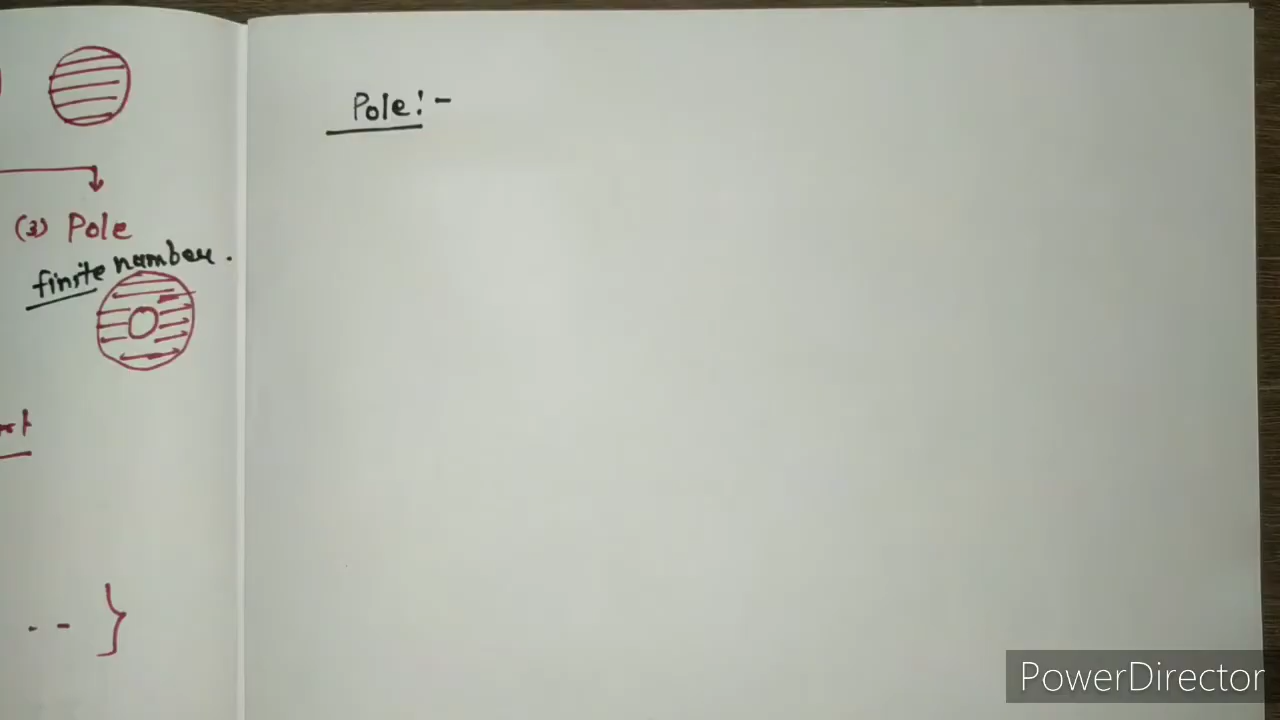 (3) Pole
finite number.
- - }
Pole:-
PowerDirector